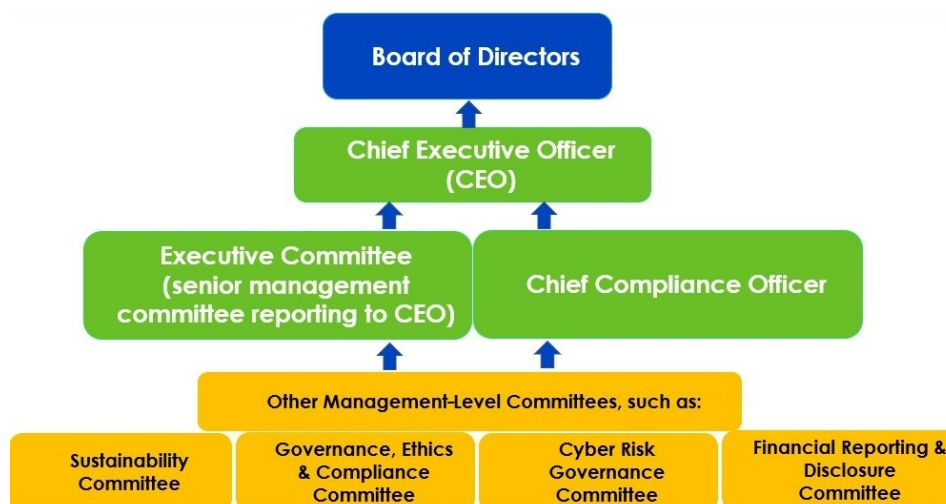 Board of Directors
Chief Executive Officer
(CEO)
Executive Committee
(senior management
committee reporting to CEO)
Chief Compliance Officer
Other Management-Level Committees, such as:
Sustainability
Committee
Governance, Ethics
& Compliance
Committee
Cyber Risk
Governance
Committee
Financial Reporting &
Disclosure
Committee